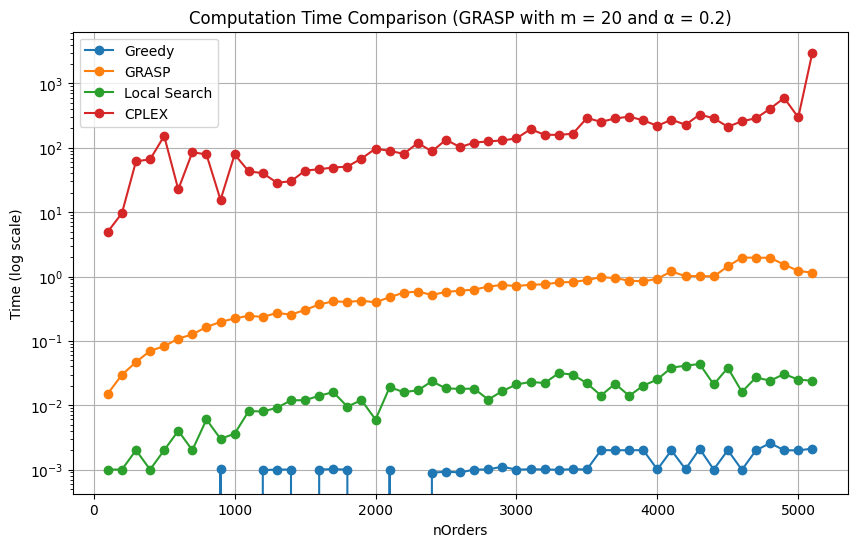 Computation Time Comparison (GRASP with m = 20 and α = 0.2)
Greedy
GRASP
Local Search
CPLEX
Time (log scale)
10³
10²
10¹
10⁰
10⁻¹
10⁻²
10⁻³
0 1000 2000 3000 4000 5000
nOrders